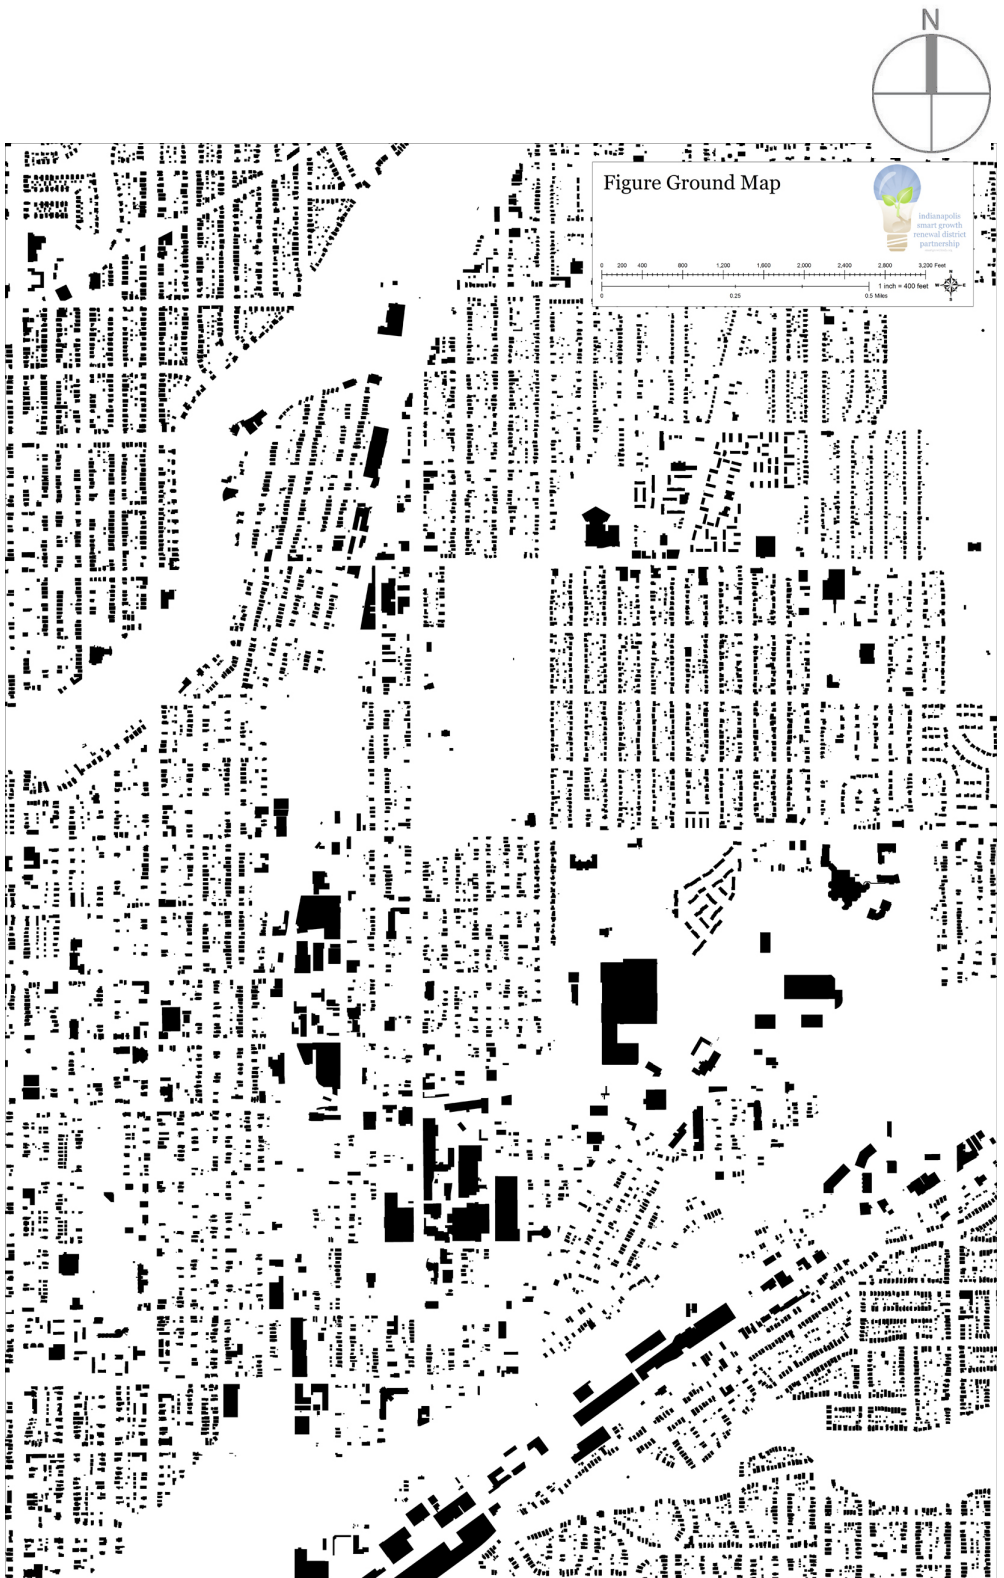 N
Figure Ground Map
indianapolis
smart growth
renewal district
partnership
0 200 400 800 1,200 1,600 2,000 2,400 2,800 3,200 Feet
1 inch = 400 feet
N
W E
S
0 0.25 0.5 Miles